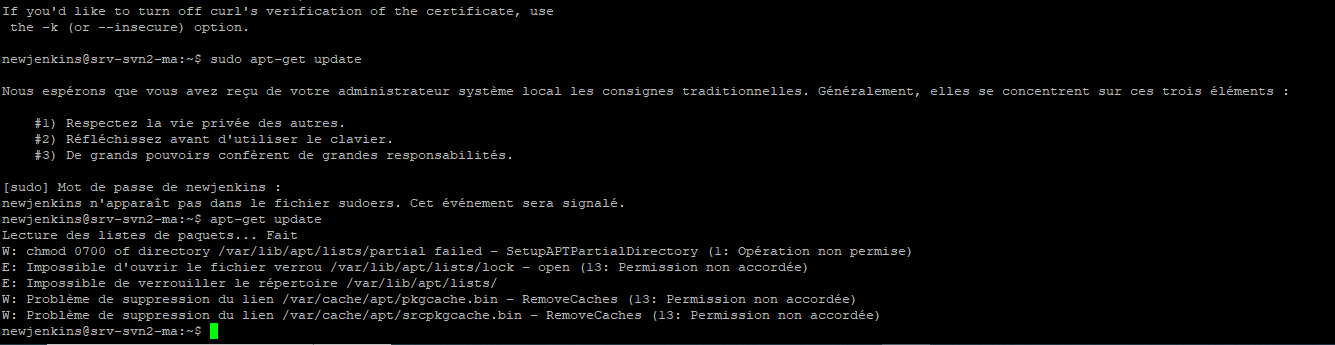 If you'd like to turn off curl's verification of the certificate, use
 the -k (or --insecure) option.
newjenkins@srv-svn2-ma:~$ sudo apt-get update
Nous espérons que vous avez reçu de votre administrateur système local les consignes traditionnelles. Généralement, elles se concentrent sur ces trois éléments :
    #1) Respectez la vie privée des autres.
    #2) Réfléchissez avant d'utiliser le clavier.
    #3) De grands pouvoirs confèrent de grandes responsabilités.
[sudo] Mot de passe de newjenkins :
newjenkins n'apparaît pas dans le fichier sudoers. Cet événement sera signalé.
newjenkins@srv-svn2-ma:~$ apt-get update
Lecture des listes de paquets... Fait
W: chmod 0700 of directory /var/lib/apt/lists/partial failed - SetupAPTPartialDirectory (1: Opération non permise)
E: Impossible d'ouvrir le fichier verrou /var/lib/apt/lists/lock - open (13: Permission non accordée)
E: Impossible de verrouiller le répertoire /var/lib/apt/lists/
W: Problème de suppression du lien /var/cache/apt/pkgcache.bin - RemoveCaches (13: Permission non accordée)
W: Problème de suppression du lien /var/cache/apt/srcpkgcache.bin - RemoveCaches (13: Permission non accordée)
newjenkins@srv-svn2-ma:~$